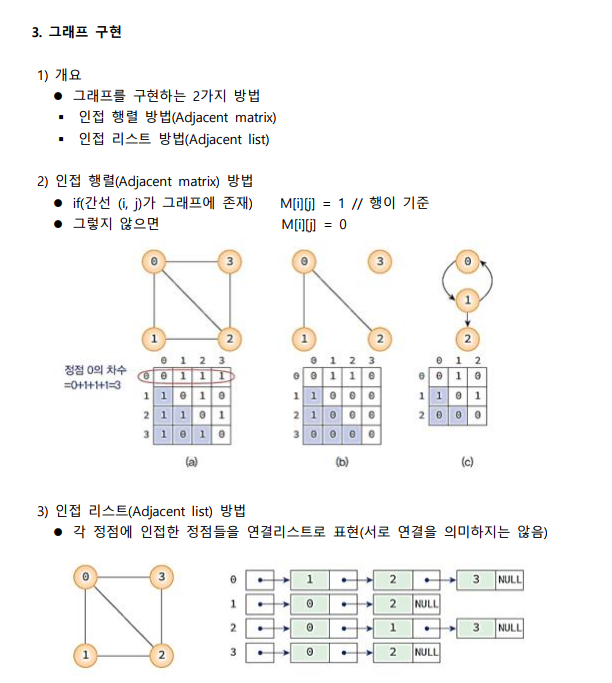 3. 그래프 구현
1) 개요
● 그래프를 구현하는 2가지 방법
▪ 인접 행렬 방법(Adjacent matrix)
▪ 인접 리스트 방법(Adjacent list)
2) 인접 행렬(Adjacent matrix) 방법
● if(간선 (i, j)가 그래프에 존재) M[i][j] = 1 // 행이 기준
● 그렇지 않으면 M[i][j] = 0
0 3 0 3 0
1
1 2 1 2 2
0 1 2 3 0 1 2 3 0 1 2
정점 0의 차수
=0+1+1+1=3
0 0 1 1 1 0 0 1 1 0 0 0 1 0
1 1 0 1 0 1 1 0 0 0 1 1 0 1
2 1 1 0 1 2 1 0 0 0 2 0 0 0
3 1 0 1 0 3 0 0 0 0
(a) (b) (c)
3) 인접 리스트(Adjacent list) 방법
● 각 정점에 인접한 정점들을 연결리스트로 표현(서로 연결을 의미하지는 않음)
0 3
1 2
0 1 2 3 NULL
1 0 2 NULL
2 0 1 3 NULL
3 0 2 NULL